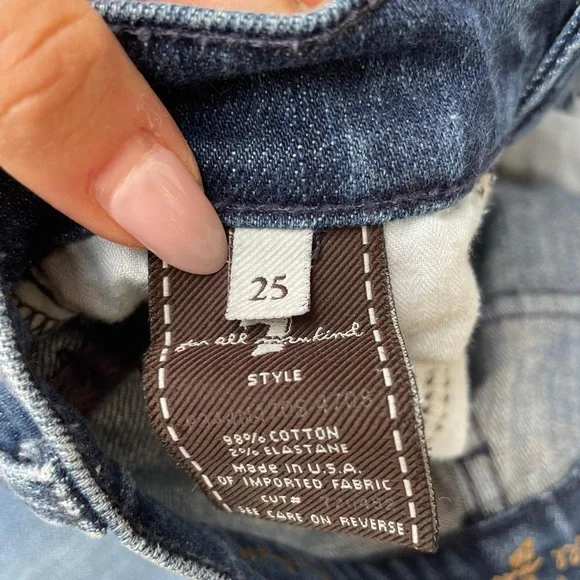 25
7
for all mankind
STYLE
98% COTTON
2% ELASTANE
Made in U.S.A.
OF IMPORTED FABRIC
CUT#
SEE CARE ON REVERSE